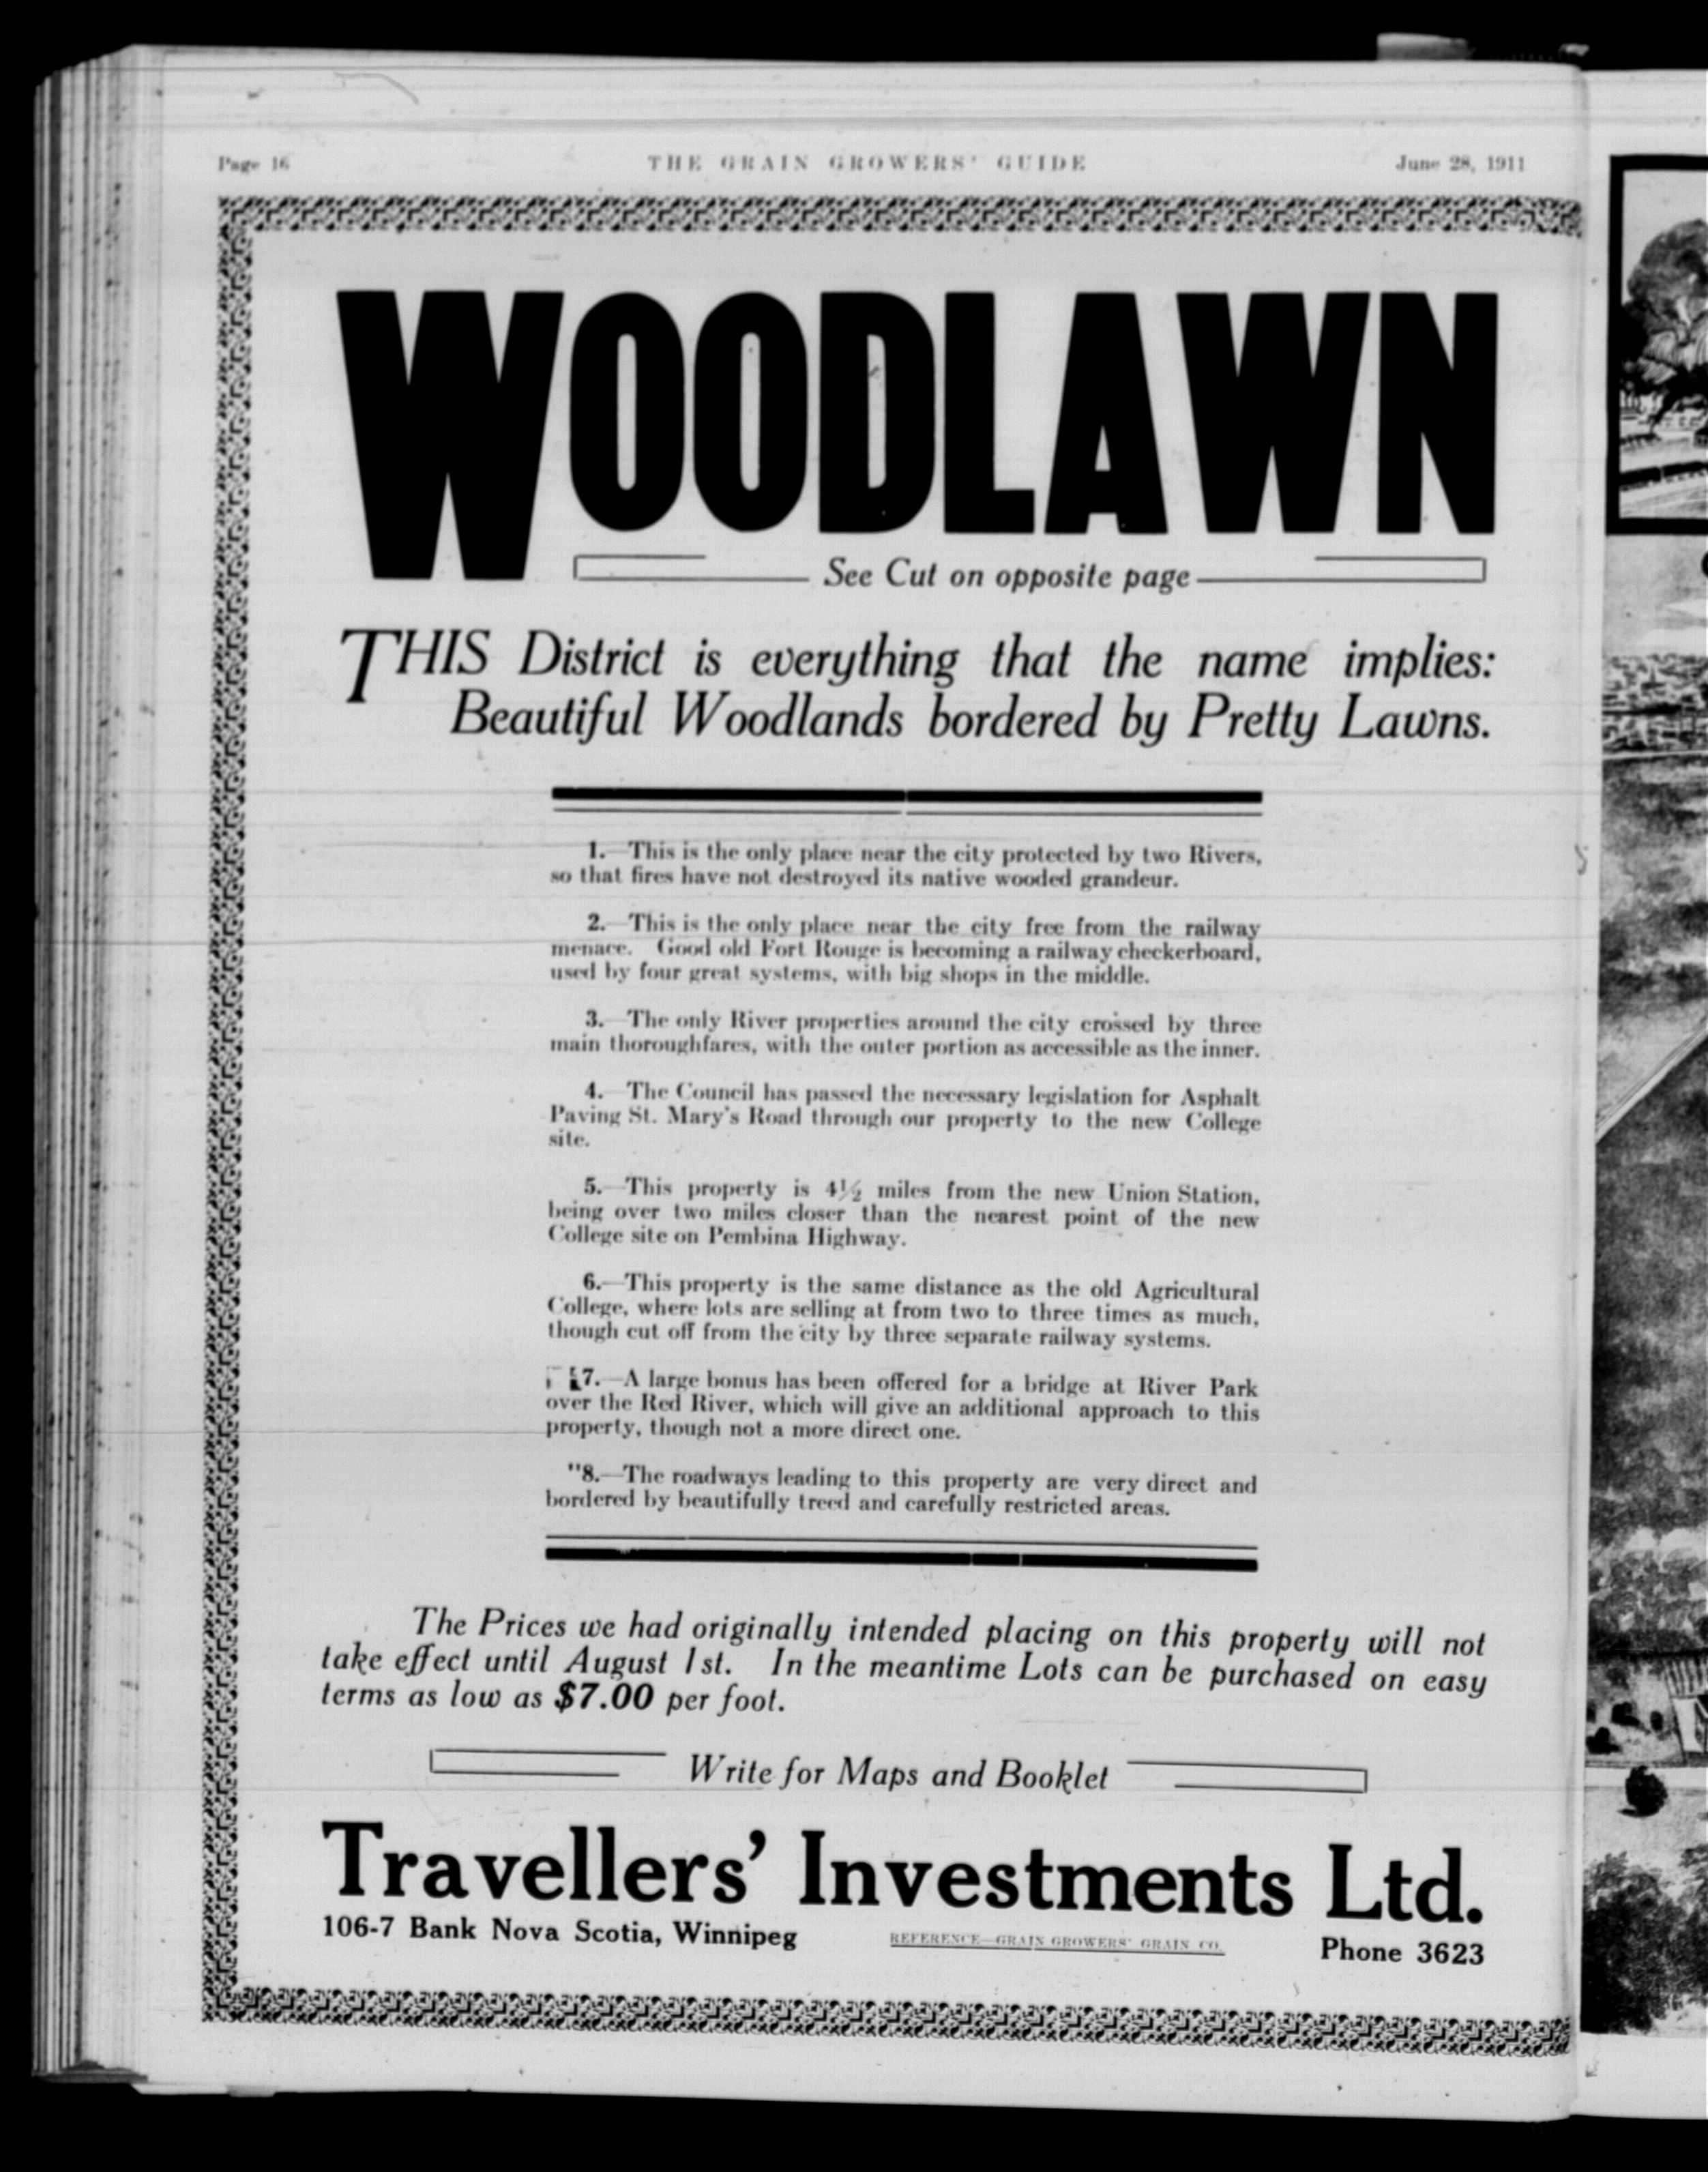 Page 16
THE GRAIN GROWERS' GUIDE
June 28, 1911
WOODLAWN
See Cut on opposite page
THIS District is everything that the name implies:
Beautiful Woodlands bordered by Pretty Lawns.
1.—This is the only place near the city protected by two Rivers,
so that fires have not destroyed its native wooded grandeur.
2.—This is the only place near the city free from the railway
menace. Good old Fort Rouge is becoming a railway checkerboard,
used by four great systems, with big shops in the middle.
3.—The only River properties around the city crossed by three
main thoroughfares, with the outer portion as accessible as the inner.
4.—The Council has passed the necessary legislation for Asphalt
Paving St. Mary's Road through our property to the new College
site.
5.—This property is 4½ miles from the new Union Station,
being over two miles closer than the nearest point of the new
College site on Pembina Highway.
6.—This property is the same distance as the old Agricultural
College, where lots are selling at from two to three times as much,
though cut off from the city by three separate railway systems.
7.—A large bonus has been offered for a bridge at River Park
over the Red River, which will give an additional approach to this
property, though not a more direct one.
"8.—The roadways leading to this property are very direct and
bordered by beautifully treed and carefully restricted areas.
The Prices we had originally intended placing on this property will not
take effect until August 1st. In the meantime Lots can be purchased on easy
terms as low as $7.00 per foot.
Write for Maps and Booklet
Travellers' Investments Ltd.
106-7 Bank Nova Scotia, Winnipeg
REFERENCE—GRAIN GROWERS' GRAIN CO.
Phone 3623